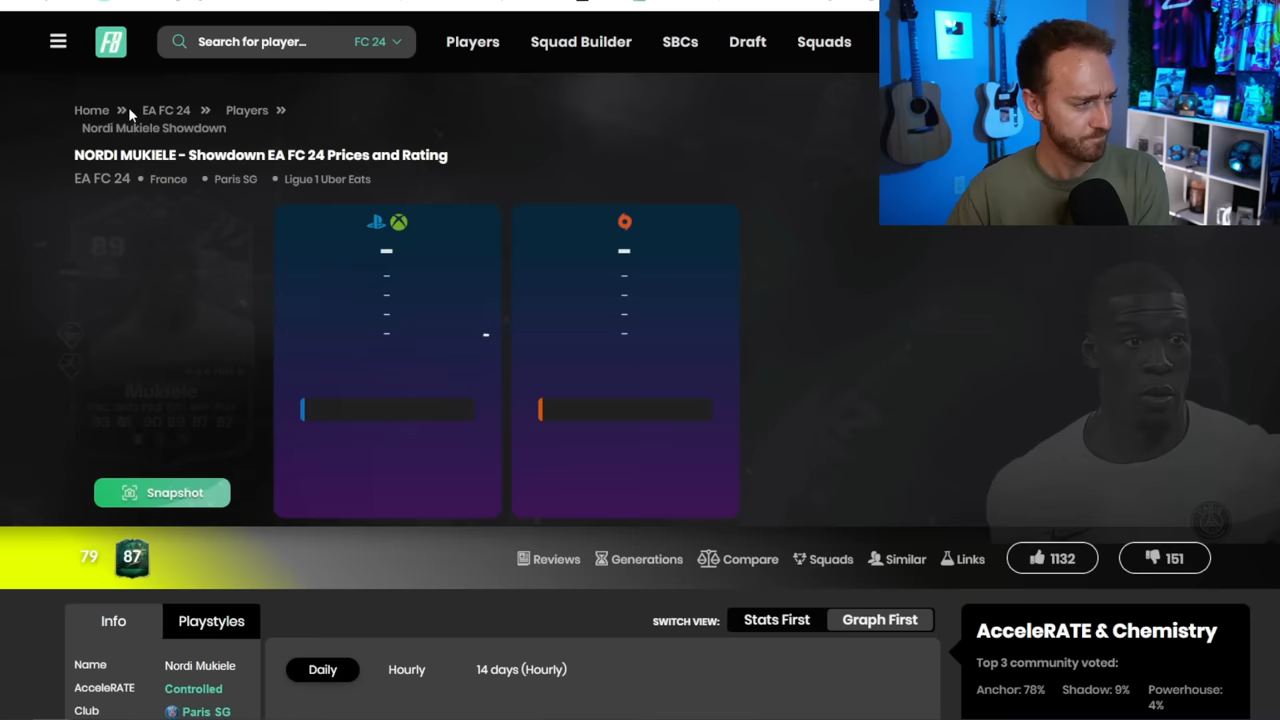 FB
Search for player...
FC 24
Players
Squad Builder
SBCs
Draft
Squads
Home » EA FC 24 » Players »
Nordi Mukiele Showdown
NORDI MUKIELE - Showdown EA FC 24 Prices and Rating
EA FC 24 • France • Paris SG • Ligue 1 Uber Eats
89
Mukiele
Snapshot
79
87
Reviews
Generations
Compare
Squads
Similar
Links
1132
151
Info
Playstyles
SWITCH VIEW:
Stats First
Graph First
Name
Nordi Mukiele
AcceleRATE
Controlled
Club
Paris SG
Daily
Hourly
14 days (Hourly)
AcceleRATE & Chemistry
Top 3 community voted:
Anchor: 78%
Shadow: 9%
Powerhouse:
4%